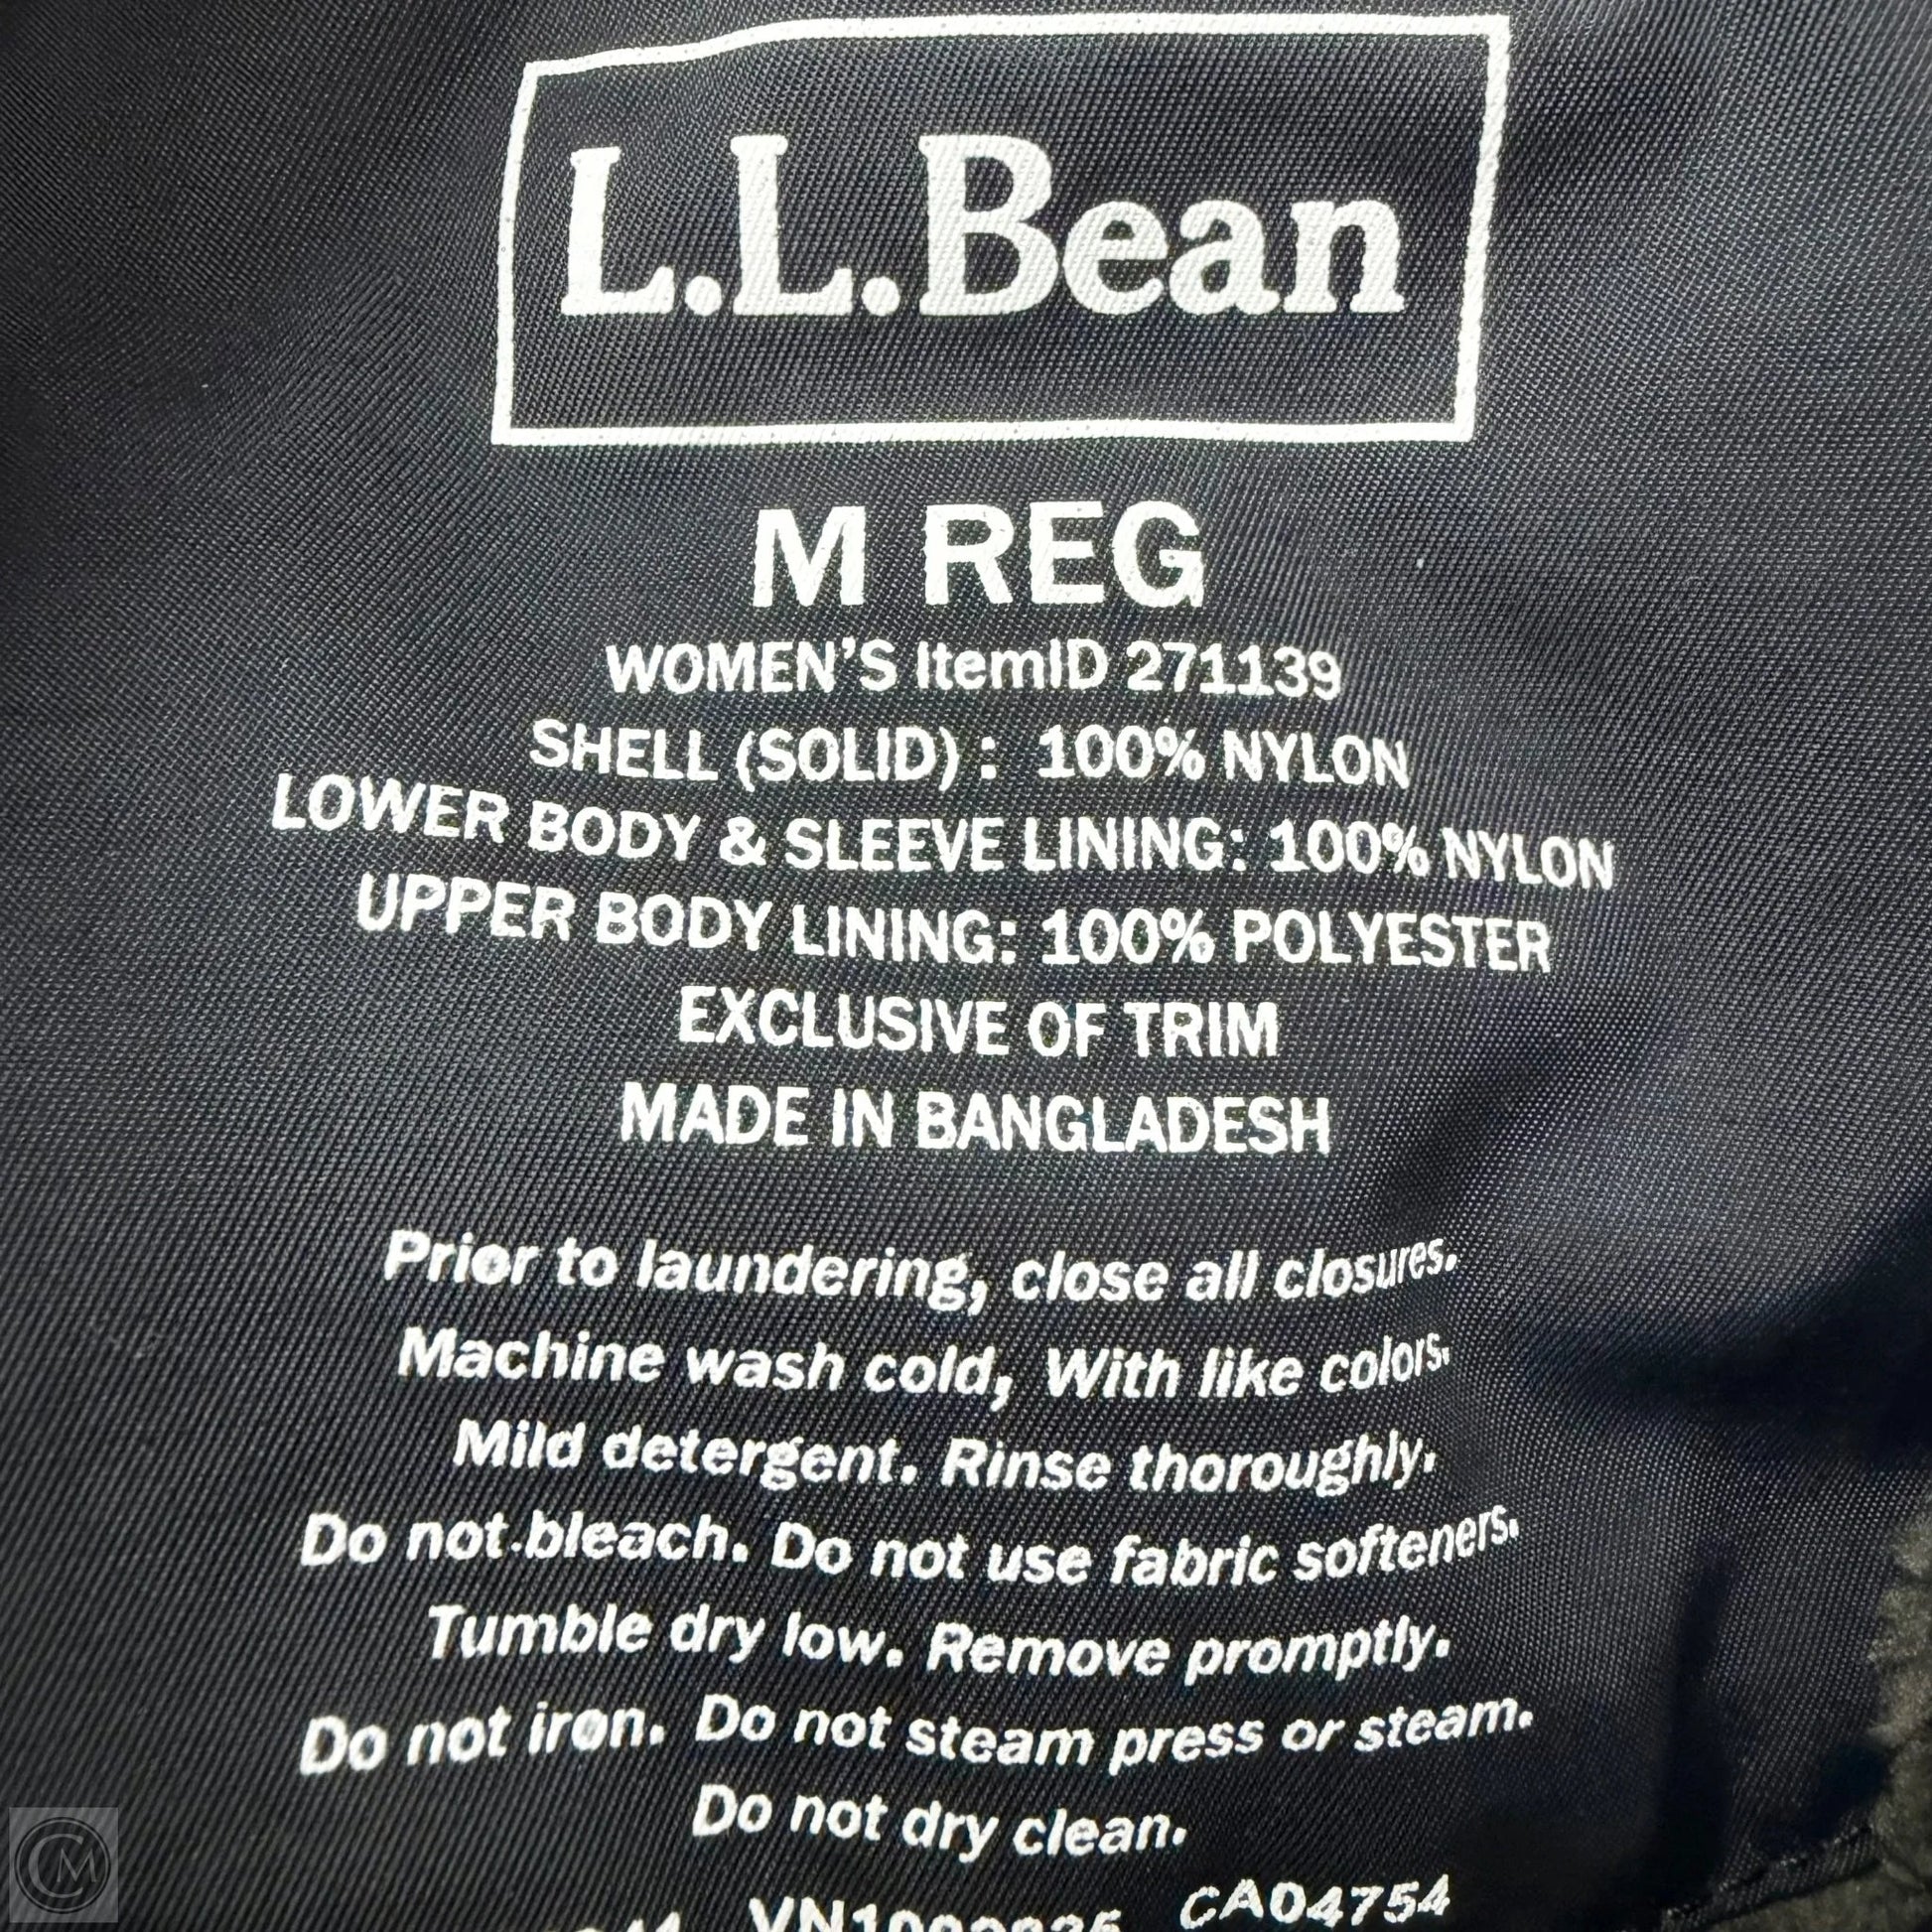 L.L.Bean
M REG
WOMEN'S ItemID 271139
SHELL (SOLID) : 100% NYLON
LOWER BODY & SLEEVE LINING: 100% NYLON
UPPER BODY LINING: 100% POLYESTER
EXCLUSIVE OF TRIM
MADE IN BANGLADESH
Prior to laundering, close all closures.
Machine wash cold, With like colors.
Mild detergent. Rinse thoroughly.
Do not bleach. Do not use fabric softeners.
Tumble dry low. Remove promptly.
Do not iron. Do not steam press or steam.
Do not dry clean.
CA04754
CM